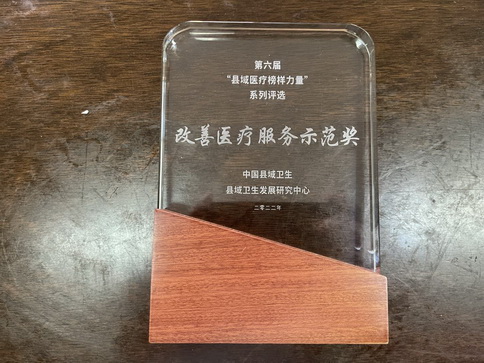 第六届
“县域医疗榜样力量”
系列评选
改善医疗服务示范奖
中国县域卫生
县域卫生发展研究中心
二零二二年